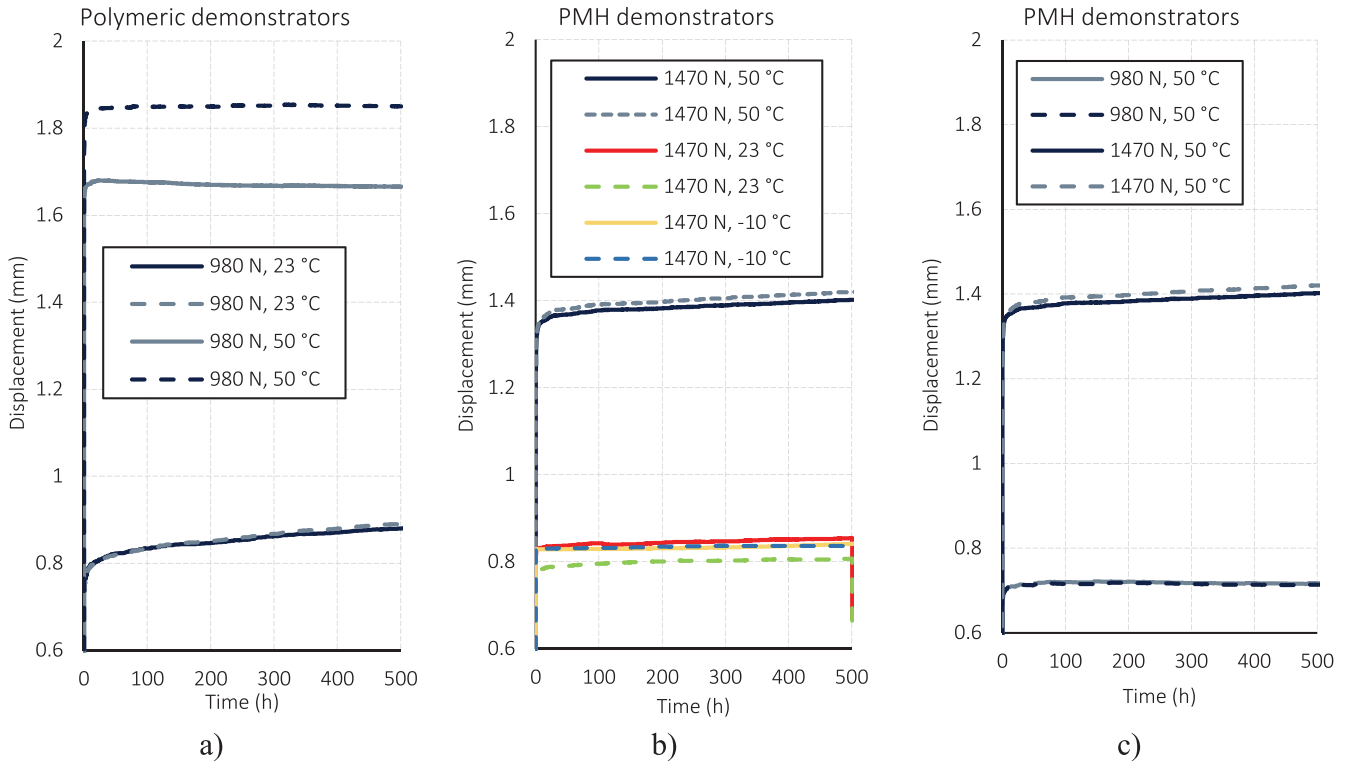 Polymeric demonstrators
2
1.8
1.6
1.4
1.2
1
0.8
0.6
Displacement (mm)
980 N, 23 °C
980 N, 23 °C
980 N, 50 °C
980 N, 50 °C
0 100 200 300 400 500
Time (h)
a)
PMH demonstrators
2
1.8
1.6
1.4
1.2
1
0.8
0.6
Displacement (mm)
1470 N, 50 °C
1470 N, 50 °C
1470 N, 23 °C
1470 N, 23 °C
1470 N, -10 °C
1470 N, -10 °C
0 100 200 300 400 500
Time (h)
b)
PMH demonstrators
2
1.8
1.6
1.4
1.2
1
0.8
0.6
Displacement (mm)
980 N, 50 °C
980 N, 50 °C
1470 N, 50 °C
1470 N, 50 °C
0 100 200 300 400 500
Time (h)
c)